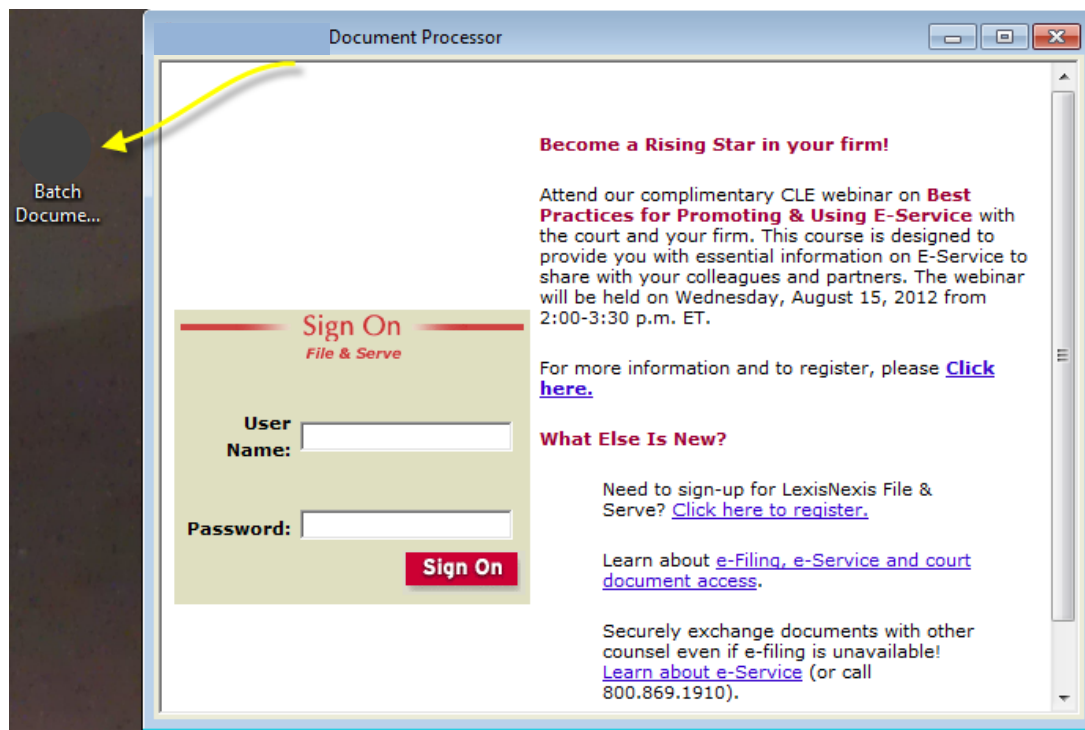 Document Processor
Batch
Docume...
Sign On
File & Serve
User
Name:
Password:
Sign On
Become a Rising Star in your firm!
Attend our complimentary CLE webinar on Best
Practices for Promoting & Using E-Service with
the court and your firm. This course is designed to
provide you with essential information on E-Service to
share with your colleagues and partners. The webinar
will be held on Wednesday, August 15, 2012 from
2:00-3:30 p.m. ET.
For more information and to register, please Click
here.
What Else Is New?
Need to sign-up for LexisNexis File &
Serve? Click here to register.
Learn about e-Filing, e-Service and court
document access.
Securely exchange documents with other
counsel even if e-filing is unavailable!
Learn about e-Service (or call
800.869.1910).